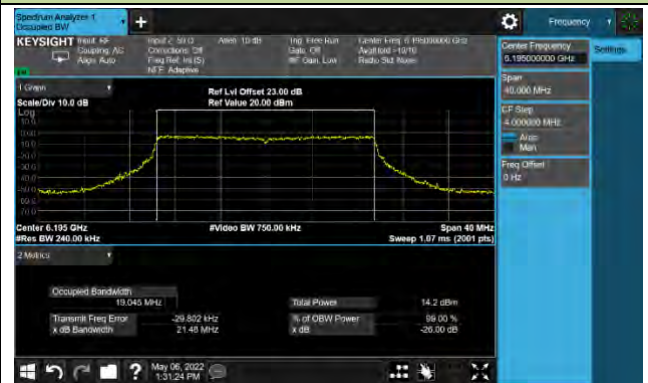 Spectrum Analyzer 1
Occupied BW
+
Frequency
KEYSIGHT Input: RF
Coupling: AC
Align: Auto
Input Z: 50 Ω
Corrections: Off
Freq Ref: Int (S)
NFE: Adaptive
Atten: 10 dB
Trig: Free Run
Gate: Off
#IF Gain: Low
Center Freq: 6.195000000 GHz
Avg|Hold: >10/10
Radio Std: None
Center Frequency
6.195000000 GHz
Settings
Span
40.000 MHz
CF Step
4.000000 MHz
Auto
Man
Freq Offset
0 Hz
1 Graph
Scale/Div 10.0 dB
Ref Lvl Offset 23.00 dB
Ref Value 20.00 dBm
Log
Center 6.195 GHz
#Res BW 240.00 kHz
#Video BW 750.00 kHz
Span 40 MHz
Sweep 1.07 ms (2001 pts)
2 Metrics
Occupied Bandwidth
19.045 MHz
Total Power
14.2 dBm
Transmit Freq Error
-29.802 kHz
% of OBW Power
99.00 %
x dB Bandwidth
21.48 MHz
x dB
-26.00 dB
?
May 06, 2022
1:31:24 PM